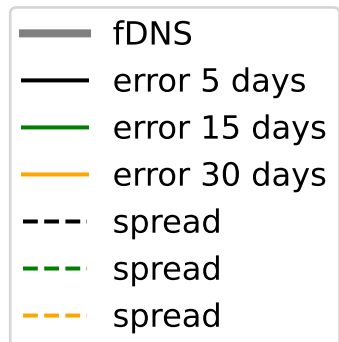 fDNS
error 5 days
error 15 days
error 30 days
spread
spread
spread